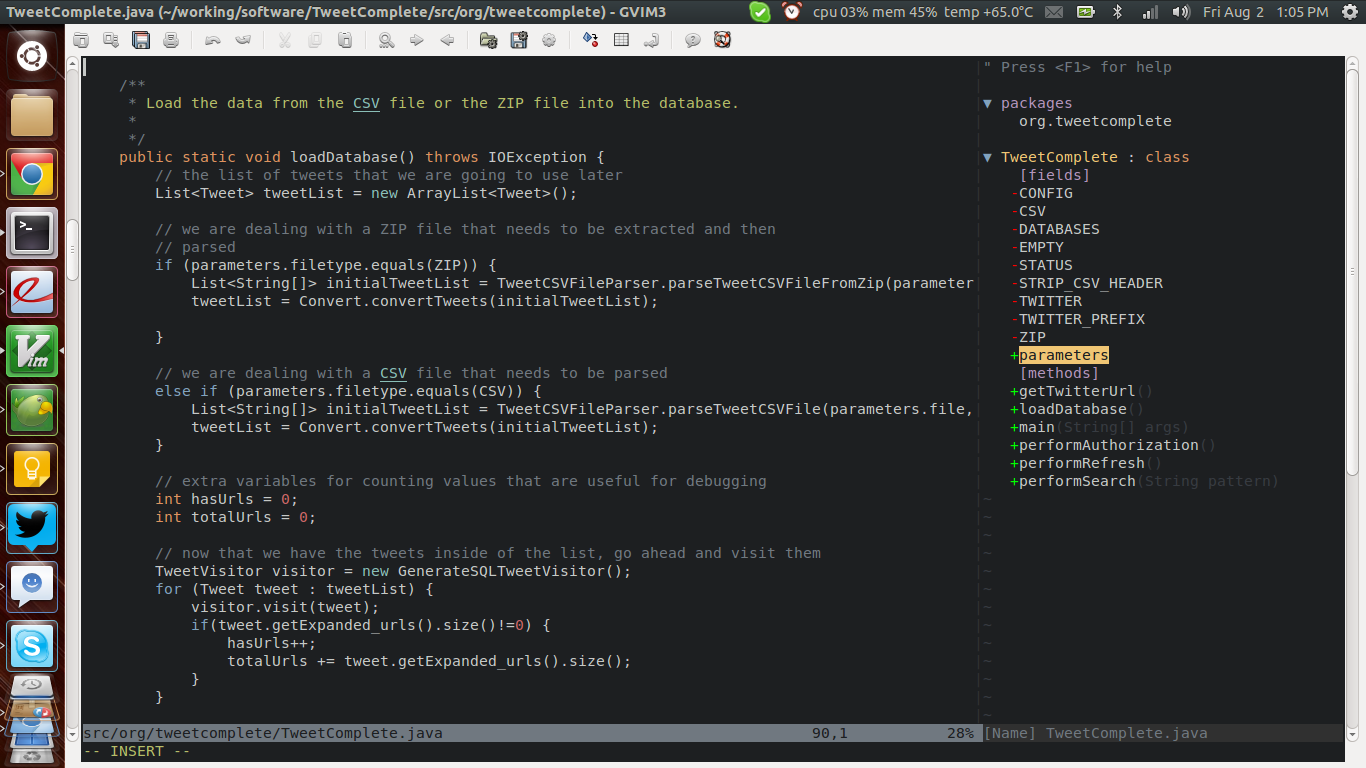 TweetComplete.java (~/working/software/TweetComplete/src/org/tweetcomplete) - GVIM3
cpu 03% mem 45% temp +65.0°C
Fri Aug 2 1:05 PM
/**
* Load the data from the CSV file or the ZIP file into the database.
*
*/
public static void loadDatabase() throws IOException {
// the list of tweets that we are going to use later
List<Tweet> tweetList = new ArrayList<Tweet>();
// we are dealing with a ZIP file that needs to be extracted and then
// parsed
if (parameters.filetype.equals(ZIP)) {
List<String[]> initialTweetList = TweetCSVFileParser.parseTweetCSVFileFromZip(parameter
tweetList = Convert.convertTweets(initialTweetList);
}
// we are dealing with a CSV file that needs to be parsed
else if (parameters.filetype.equals(CSV)) {
List<String[]> initialTweetList = TweetCSVFileParser.parseTweetCSVFile(parameters.file,
tweetList = Convert.convertTweets(initialTweetList);
}
// extra variables for counting values that are useful for debugging
int hasUrls = 0;
int totalUrls = 0;
// now that we have the tweets inside of the list, go ahead and visit them
TweetVisitor visitor = new GenerateSQLTweetVisitor();
for (Tweet tweet : tweetList) {
visitor.visit(tweet);
if(tweet.getExpanded_urls().size()!=0) {
hasUrls++;
totalUrls += tweet.getExpanded_urls().size();
}
}
src/org/tweetcomplete/TweetComplete.java 90,1 28%
-- INSERT --
" Press <F1> for help
▼ packages
org.tweetcomplete
▼ TweetComplete : class
[fields]
-CONFIG
-CSV
-DATABASES
-EMPTY
-STATUS
-STRIP_CSV_HEADER
-TWITTER
-TWITTER_PREFIX
-ZIP
+parameters
[methods]
+getTwitterUrl()
+loadDatabase()
+main(String[] args)
+performAuthorization()
+performRefresh()
+performSearch(String pattern)
~
~
~
~
~
~
~
~
~
~
~
~
~
[Name] TweetComplete.java
>_
Vim
S